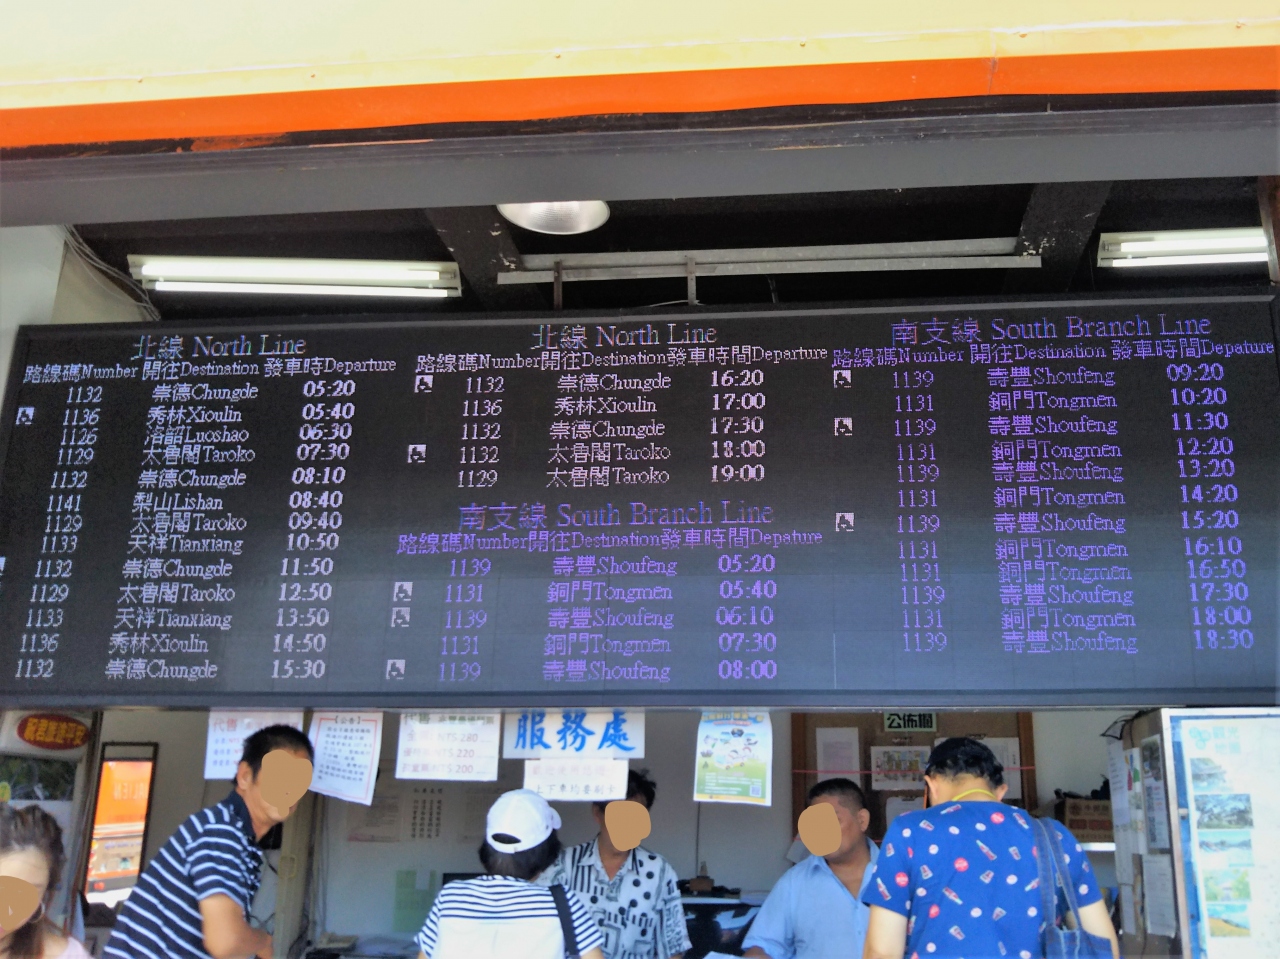 北線 North Line
路線碼Number 開往Destination 發車時Departure
1132 崇德Chungde 05:20
1136 秀林Xioulin 05:40
1126 洛韶Luoshao 06:30
1129 太魯閣Taroko 07:30
1132 崇德Chungde 08:10
1141 梨山Lishan 08:40
1129 太魯閣Taroko 09:40
1133 天祥Tianxiang 10:50
1132 崇德Chungde 11:50
1129 太魯閣Taroko 12:50
1133 天祥Tianxiang 13:50
1136 秀林Xioulin 14:50
1132 崇德Chungde 15:30
北線 North Line
路線碼Number開往Destination發車時間Departure
1132 崇德Chungde 16:20
1136 秀林Xioulin 17:00
1132 崇德Chungde 17:30
1132 太魯閣Taroko 18:00
1129 太魯閣Taroko 19:00
南支線 South Branch Line
路線碼Number開往Destination發車時間Depature
1139 壽豐Shoufeng 05:20
1131 銅門Tongmen 05:40
1139 壽豐Shoufeng 06:10
1131 銅門Tongmen 07:30
1139 壽豐Shoufeng 08:00
南支線 South Branch Line
路線碼Number 開往Destination 發車時間Depature
1139 壽豐Shoufeng 09:20
1131 銅門Tongmen 10:20
1139 壽豐Shoufeng 11:30
1131 銅門Tongmen 12:20
1139 壽豐Shoufeng 13:20
1131 銅門Tongmen 14:20
1139 壽豐Shoufeng 15:20
1131 銅門Tongmen 16:10
1131 銅門Tongmen 16:50
1139 壽豐Shoufeng 17:30
1131 銅門Tongmen 18:00
1139 壽豐Shoufeng 18:30
祝君旅途平安
代售
【公告】
代售
NT$ 220
NT$ 200
服務處
上下車均要刷卡
公佈欄